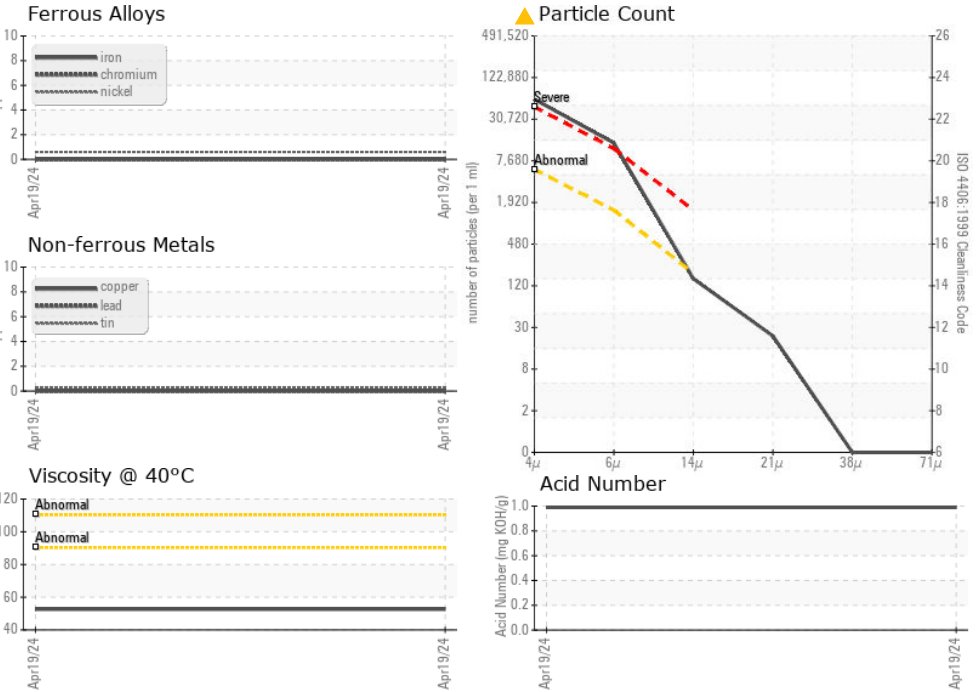 Ferrous Alloys
10
8
6
4
2
0
iron
chromium
nickel
Apr19/24
Apr19/24
Non-ferrous Metals
10
8
6
4
2
0
copper
lead
tin
Apr19/24
Apr19/24
Viscosity @ 40°C
120
100
80
60
40
Abnormal
Abnormal
Apr19/24
Apr19/24
Particle Count
number of particles (per 1 ml)
491,520
122,880
30,720
7,680
1,920
480
120
30
8
2
0
Severe
Abnormal
4µ
6µ
14µ
21µ
38µ
71µ
26
24
22
20
18
16
14
12
10
8
6
ISO 4406:1999 Cleanliness Code
Acid Number
Acid Number (mg KOH/g)
1.0
0.8
0.6
0.4
0.2
0.0
Apr19/24
Apr19/24